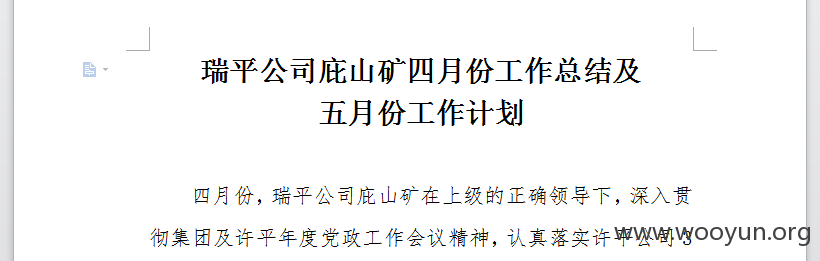 瑞平公司庇山矿四月份工作总结及
五月份工作计划
四月份，瑞平公司庇山矿在上级的正确领导下，深入贯
彻集团及许平年度党政工作会议精神，认真落实许平公司 3
www.wooyun.org